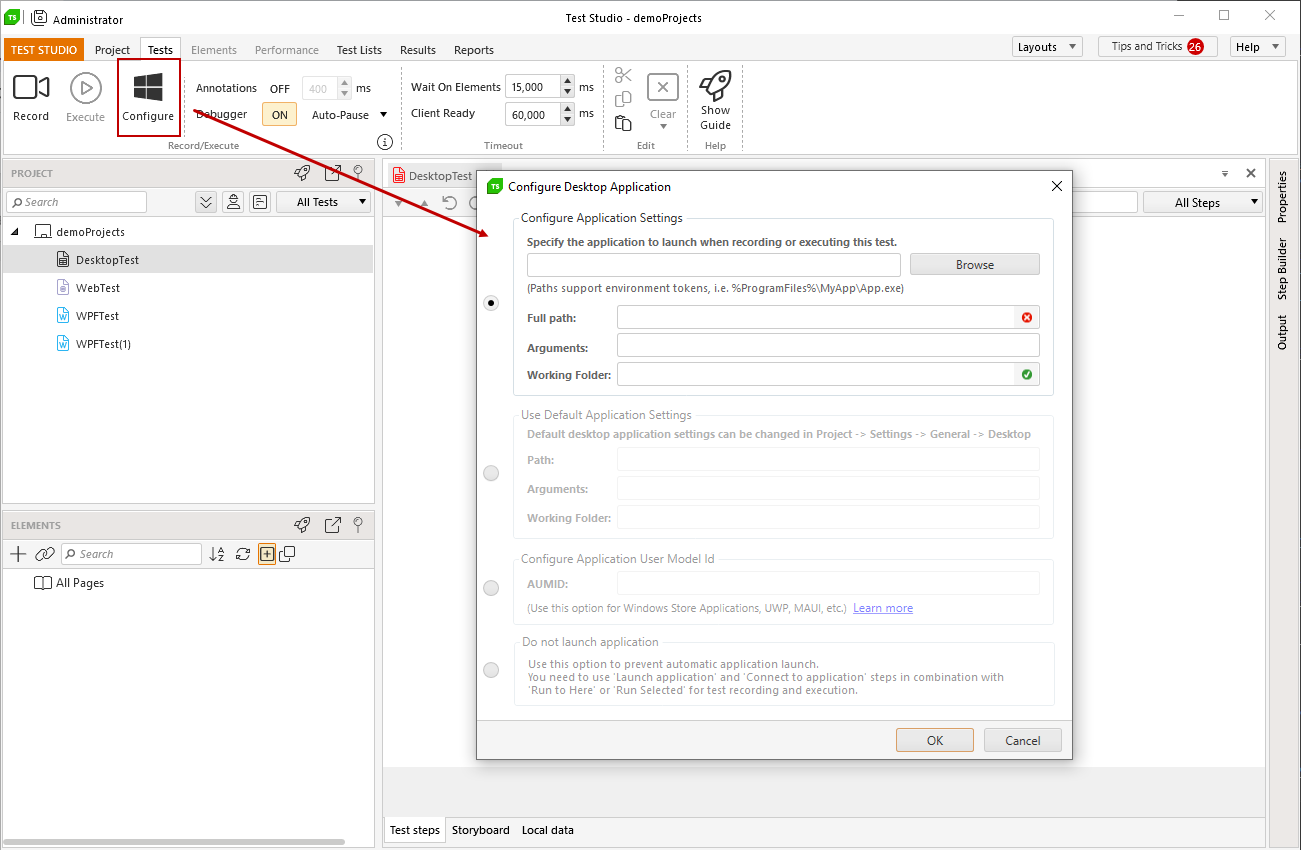 TS
Administrator
Test Studio - demoProjects
TEST STUDIO
Project
Tests
Elements
Performance
Test Lists
Results
Reports
Layouts
Tips and Tricks 26
Help
Record
Execute
Configure
Annotations OFF 400 ms
Debugger ON Auto-Pause
Record/Execute
Wait On Elements 15,000 ms
Client Ready 60,000 ms
Timeout
Clear
Edit
Show
Guide
Help
PROJECT
Search
All Tests
demoProjects
DesktopTest
WebTest
WPFTest
WPFTest(1)
ELEMENTS
Search
All Pages
DesktopTest
All Steps
Properties
Step Builder
Output
TS Configure Desktop Application
Configure Application Settings
Specify the application to launch when recording or executing this test.
Browse
(Paths support environment tokens, i.e. %ProgramFiles%\MyApp\App.exe)
Full path:
Arguments:
Working Folder:
Use Default Application Settings
Default desktop application settings can be changed in Project -> Settings -> General -> Desktop
Path:
Arguments:
Working Folder:
Configure Application User Model Id
AUMID:
(Use this option for Windows Store Applications, UWP, MAUI, etc.) Learn more
Do not launch application
Use this option to prevent automatic application launch.
You need to use 'Launch application' and 'Connect to application' steps in combination with
'Run to Here' or 'Run Selected' for test recording and execution.
OK
Cancel
Test steps
Storyboard
Local data